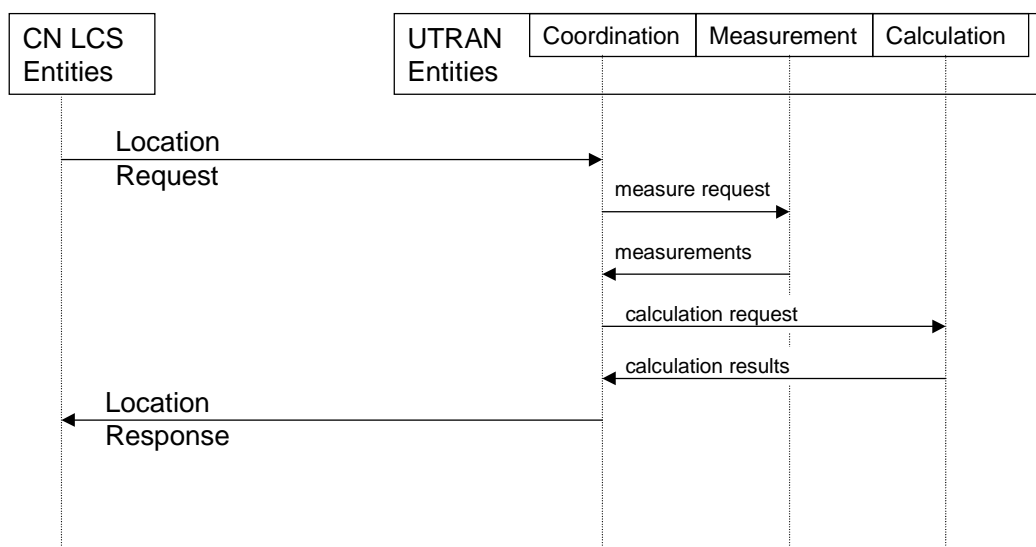 CN LCS
Entities
UTRAN
Entities
Coordination
Measurement
Calculation
Location
Request
measure request
measurements
calculation request
calculation results
Location
Response